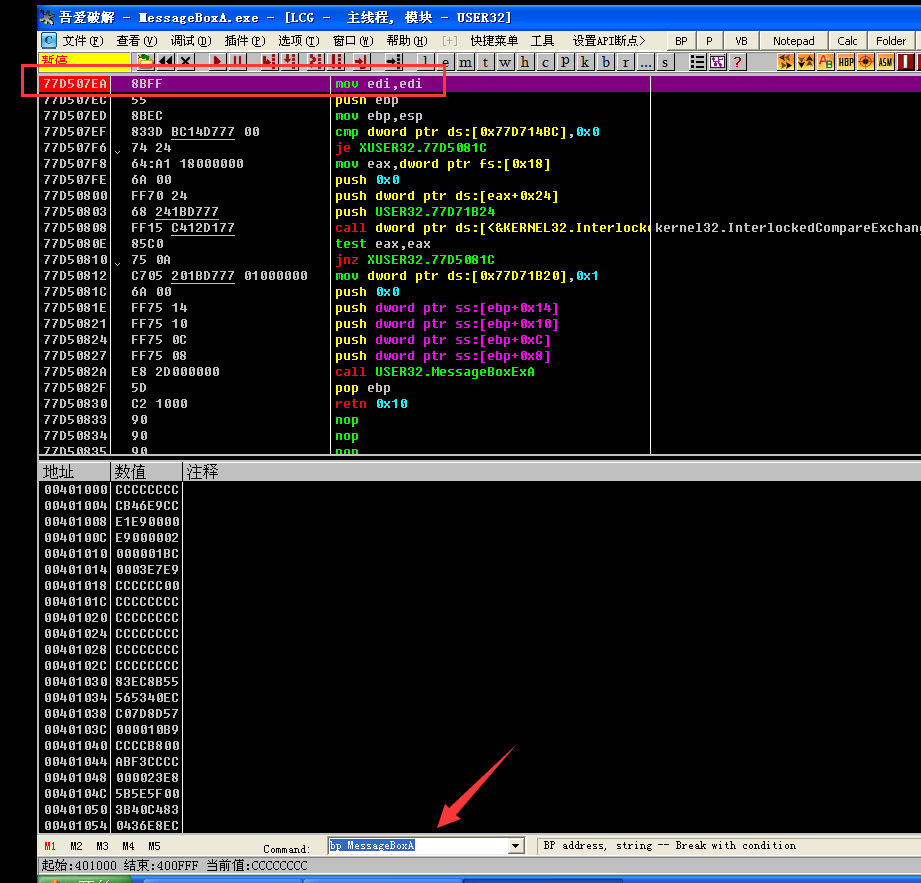 吾爱破解 - MessageBoxA.exe - [LCG - 主线程, 模块 - USER32]
文件(F) 查看(V) 调试(D) 插件(P) 选项(T) 窗口(W) 帮助(H) [+] 快捷菜单 工具 设置API断点> BP P VB Notepad Calc Folder
暂停 l e m t w h c P k b r ... s ? HBP ASM
77D507EA 8BFF mov edi,edi
77D507EC 55 push ebp
77D507ED 8BEC mov ebp,esp
77D507EF 833D BC14D777 00 cmp dword ptr ds:[0x77D714BC],0x0
77D507F6 74 24 je XUSER32.77D5081C
77D507F8 64:A1 18000000 mov eax,dword ptr fs:[0x18]
77D507FE 6A 00 push 0x0
77D50800 FF70 24 push dword ptr ds:[eax+0x24]
77D50803 68 241BD777 push USER32.77D71B24
77D50808 FF15 C412D177 call dword ptr ds:[<&KERNEL32.Interlock kernel32.InterlockedCompareExchan
77D5080E 85C0 test eax,eax
77D50810 75 0A jnz XUSER32.77D5081C
77D50812 C705 201BD777 01000000 mov dword ptr ds:[0x77D71B20],0x1
77D5081C 6A 00 push 0x0
77D5081E FF75 14 push dword ptr ss:[ebp+0x14]
77D50821 FF75 10 push dword ptr ss:[ebp+0x10]
77D50824 FF75 0C push dword ptr ss:[ebp+0xC]
77D50827 FF75 08 push dword ptr ss:[ebp+0x8]
77D5082A E8 2D000000 call USER32.MessageBoxExA
77D5082F 5D pop ebp
77D50830 C2 1000 retn 0x10
77D50833 90 nop
77D50834 90 nop
77D50835 90 nop
地址 数值 注释
00401000 CCCCCCCC
00401004 CB46E9CC
00401008 E1E90000
0040100C E9000002
00401010 000001BC
00401014 0003E7E9
00401018 CCCCCC00
0040101C CCCCCCCC
00401020 CCCCCCCC
00401024 CCCCCCCC
00401028 CCCCCCCC
0040102C CCCCCCCC
00401030 83EC8B55
00401034 565340EC
00401038 C07D8D57
0040103C 000010B9
00401040 CCCCB800
00401044 ABF3CCCC
00401048 000023E8
0040104C 5B5E5F00
00401050 3B40C483
00401054 0436E8EC
M1 M2 M3 M4 M5 Command: bp MessageBoxA BP address, string -- Break with condition
起始:401000 结束:400FFF 当前值:CCCCCCCC